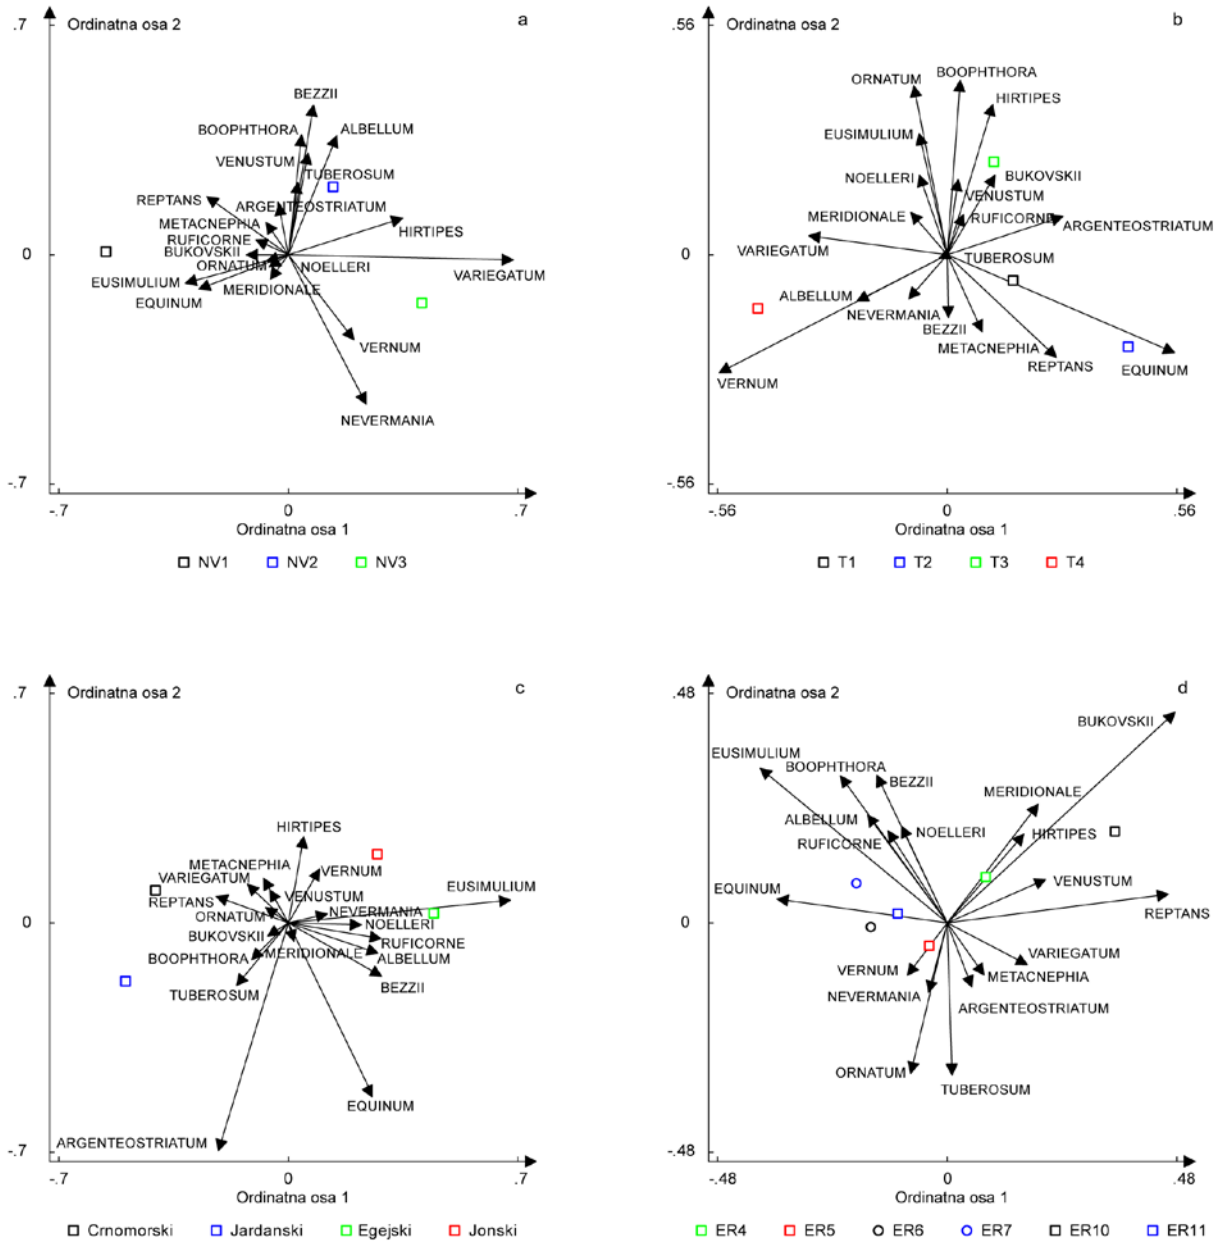 .7 Ordinatna osa 2 a
BEZZII
BOOPHTHORA ALBELLUM
VENUSTUM
TUBEROSUM
REPTANS
ARGENTEOSTRIATUM
METACNEPHIA HIRTIPES
RUFICORNE
0 BUKOVSKII
ORNATUM NOELLERI VARIEGATUM
EUSIMULIUM
MERIDIONALE
EQUINUM
VERNUM
NEVERMANIA
-.7
-.7 0 .7
Ordinatna osa 1
NV1 NV2 NV3
.56 Ordinatna osa 2 b
BOOPHTHORA
ORNATUM
HIRTIPES
EUSIMULIUM
NOELLERI BUKOVSKII
VENUSTUM
MERIDIONALE RUFICORNE
ARGENTEOSTRIATUM
VARIEGATUM
0 TUBEROSUM
ALBELLUM
NEVERMANIA
BEZZII
METACNEPHIA
REPTANS EQUINUM
VERNUM
-.56
-.56 0 .56
Ordinatna osa 1
T1 T2 T3 T4
.7 Ordinatna osa 2 c
HIRTIPES
METACNEPHIA VERNUM
VARIEGATUM EUSIMULIUM
REPTANS VENUSTUM
ORNATUM NEVERMANIA
0 NOELLERI
BUKOVSKII RUFICORNE
BOOPHTHORA MERIDIONALE ALBELLUM
TUBEROSUM BEZZII
EQUINUM
ARGENTEOSTRIATUM
-.7
-.7 0 .7
Ordinatna osa 1
Crnomorski Jardanski Egejski Jonski
.48 Ordinatna osa 2 d
BUKOVSKII
EUSIMULIUM
BOOPHTHORA
BEZZII
MERIDIONALE
ALBELLUM
NOELLERI HIRTIPES
RUFICORNE
EQUINUM VENUSTUM
REPTANS
0
VARIEGATUM
VERNUM METACNEPHIA
NEVERMANIA
ARGENTEOSTRIATUM
ORNATUM
TUBEROSUM
-.48
-.48 0 .48
Ordinatna osa 1
ER4 ER5 ER6 ER7 ER10 ER11